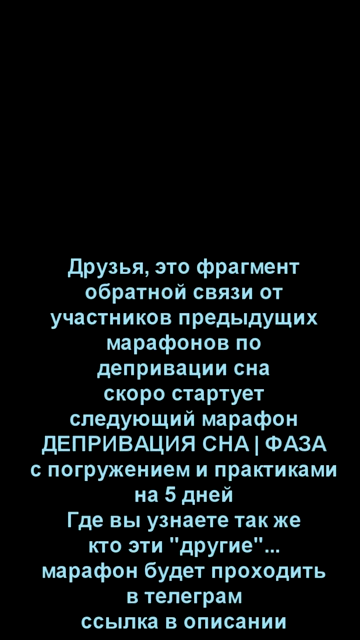 Друзья, это фрагмент
обратной связи от
участников предыдущих
марафонов по
депривации сна
скоро стартует
следующий марафон
ДЕПРИВАЦИЯ СНА | ФАЗА
с погружением и практиками
на 5 дней
Где вы узнаете так же
кто эти "другие"...
марафон будет проходить
в телеграм
ссылка в описании